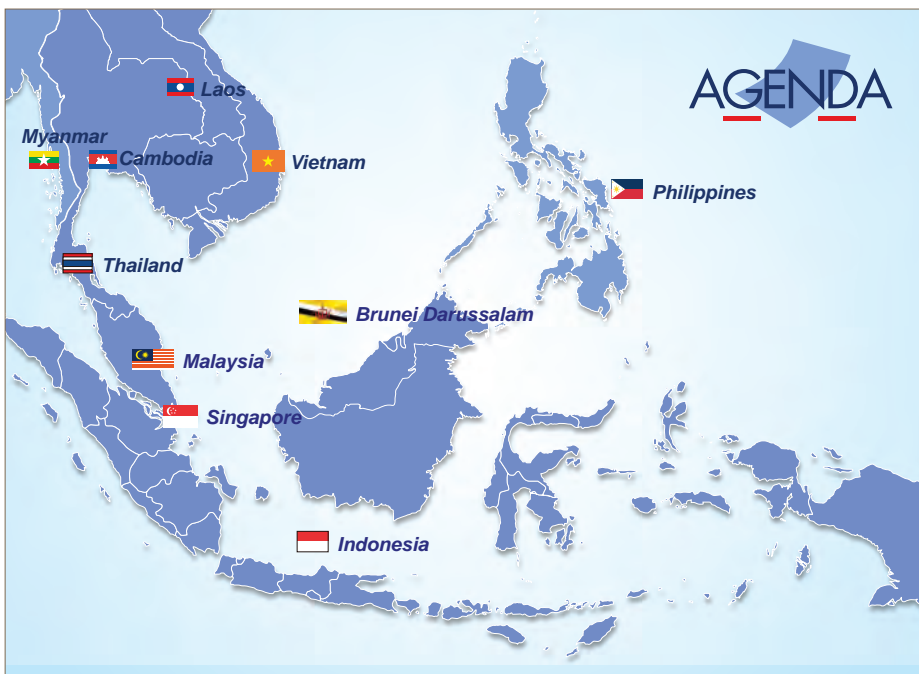 AGENDA
Laos
Myanmar
Cambodia
Vietnam
Philippines
Thailand
Brunei Darussalam
Malaysia
Singapore
Indonesia